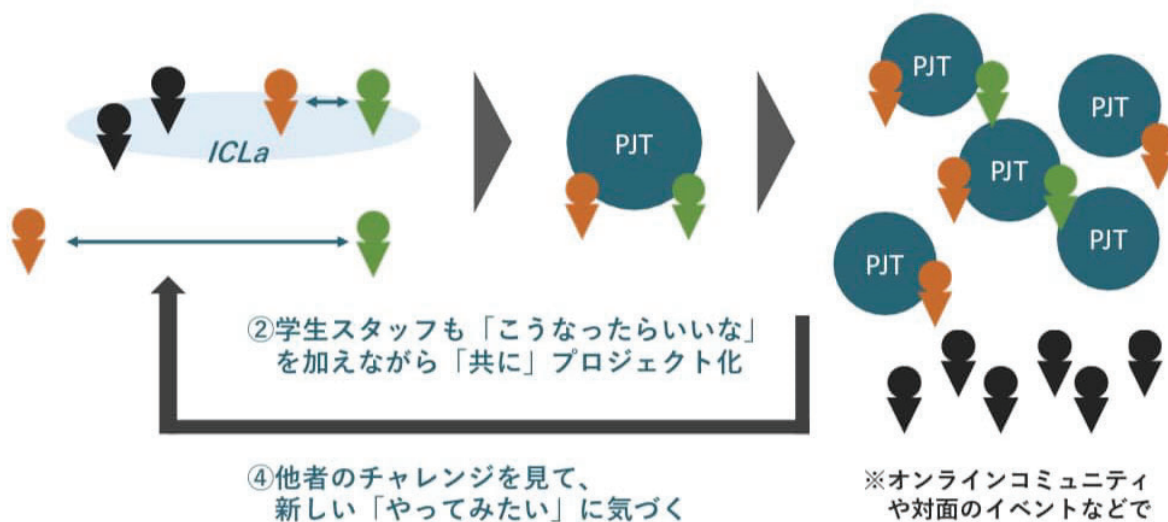 ICLa
PJT
PJT
PJT
PJT
PJT
PJT
②学生スタッフも「こうなったらいいな」
を加えながら「共に」プロジェクト化
④他者のチャレンジを見て、
新しい「やってみたい」に気づく
※オンラインコミュニティ
や対面のイベントなどで